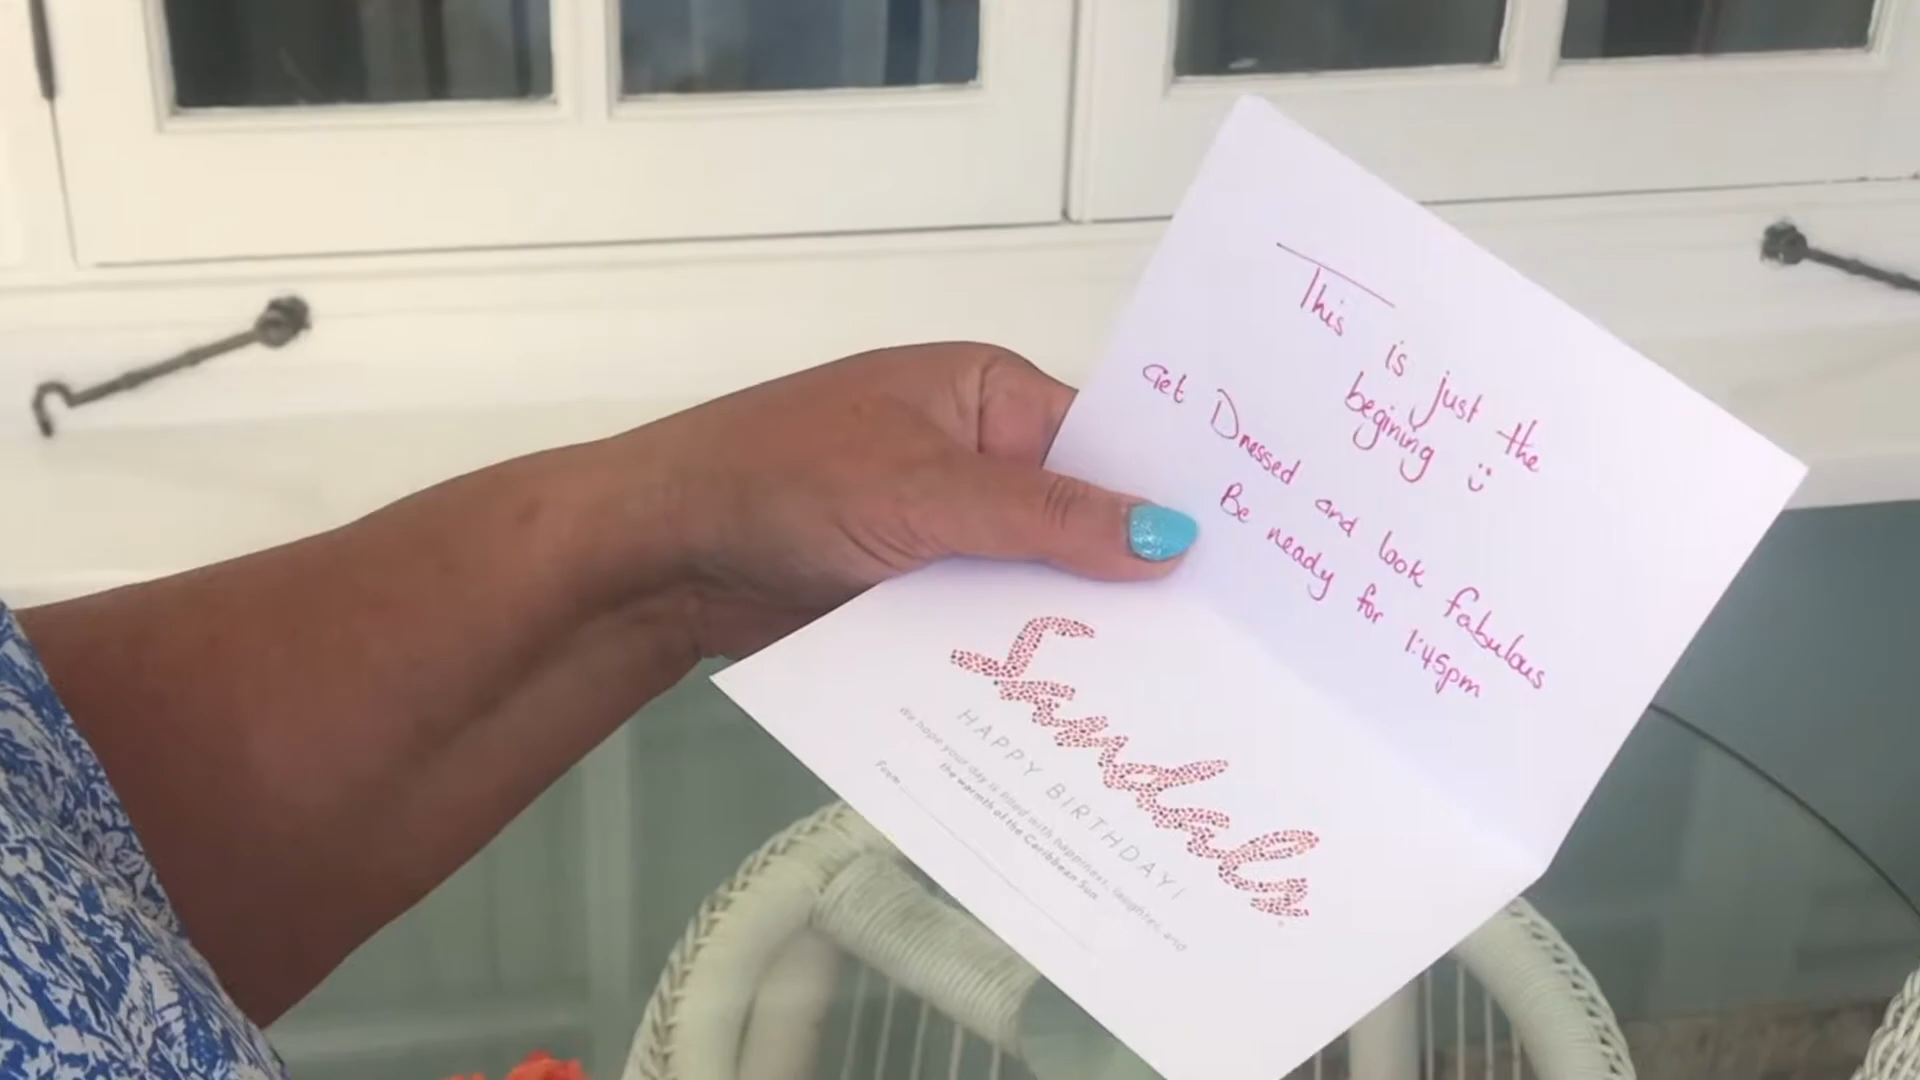 This is just the
begining :)
Get Dressed and look fabulous
Be ready for 1:45pm
Sandals
HAPPY BIRTHDAY!
We hope your day is filled with happiness, laughter, and
the warmth of the Caribbean Sun.
From